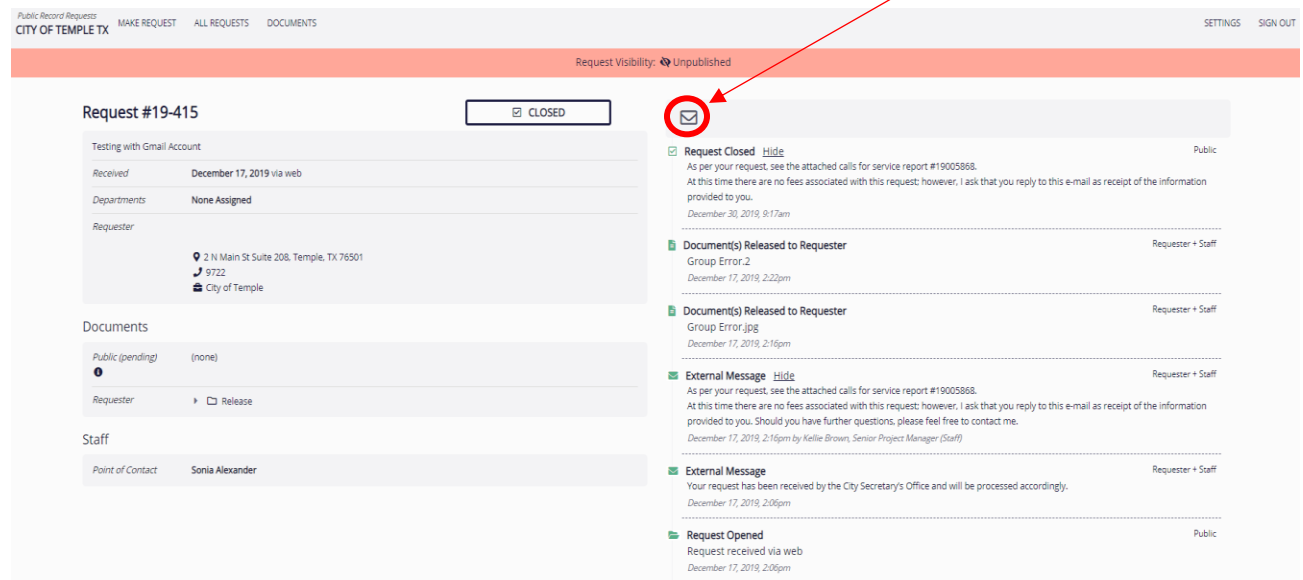 Public Record Requests
CITY OF TEMPLE TX MAKE REQUEST ALL REQUESTS DOCUMENTS SETTINGS SIGN OUT
Request Visibility: Unpublished
Request #19-415
CLOSED
Testing with Gmail Account
Received December 17, 2019 via web
Departments None Assigned
Requester
2 N Main St Suite 208, Temple, TX 76501
9722
City of Temple
Documents
Public (pending) (none)
Requester Release
Staff
Point of Contact Sonia Alexander
Request Closed Hide Public
As per your request, see the attached calls for service report #19005868.
At this time there are no fees associated with this request; however, I ask that you reply to this e-mail as receipt of the information
provided to you.
December 30, 2019, 9:17am
Document(s) Released to Requester Requester + Staff
Group Error.2
December 17, 2019, 2:22pm
Document(s) Released to Requester Requester + Staff
Group Error.jpg
December 17, 2019, 2:16pm
External Message Hide Requester + Staff
As per your request, see the attached calls for service report #19005868.
At this time there are no fees associated with this request; however, I ask that you reply to this e-mail as receipt of the information
provided to you. Should you have further questions, please feel free to contact me.
December 17, 2019, 2:16pm by Kellie Brown, Senior Project Manager (Staff)
External Message Requester + Staff
Your request has been received by the City Secretary's Office and will be processed accordingly.
December 17, 2019, 2:06pm
Request Opened Public
Request received via web
December 17, 2019, 2:06pm